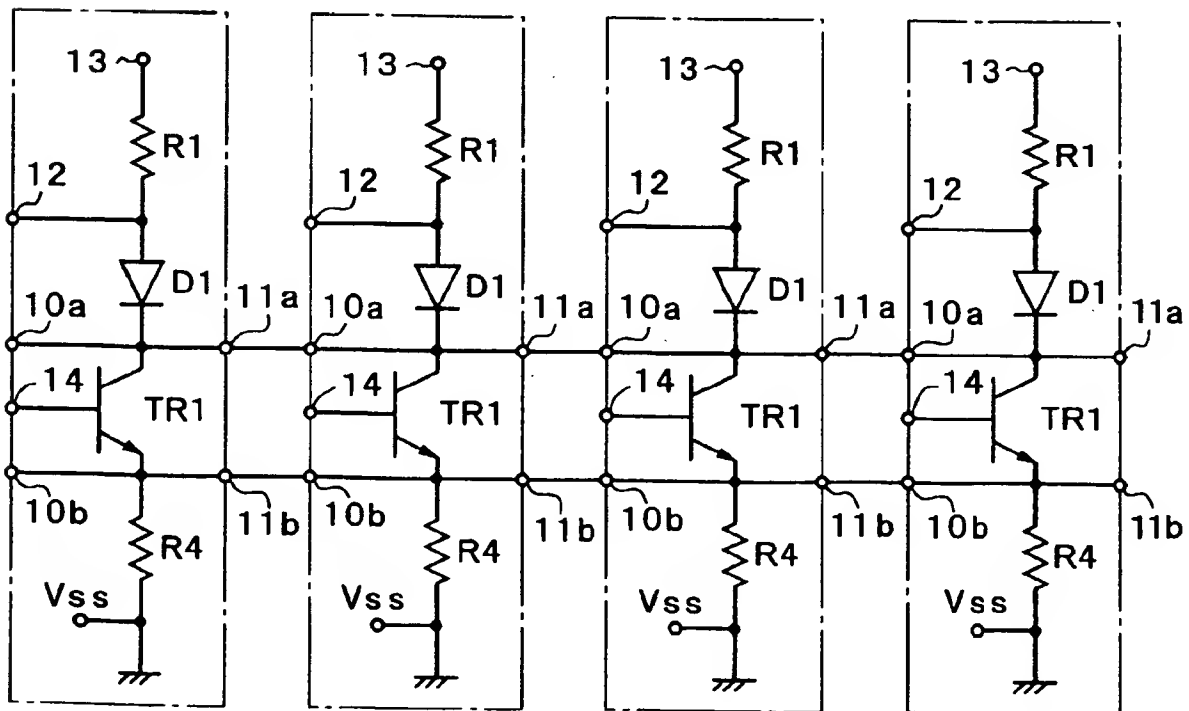 13 13 13 13
R1 R1 R1 R1
12 12 12 12
D1 D1 D1 D1
10a 11a 10a 11a 10a 11a 10a 11a
14 TR1 14 TR1 14 TR1 14 TR1
10b 11b 10b 11b 10b 11b 10b 11b
R4 R4 R4 R4
Vss Vss Vss Vss